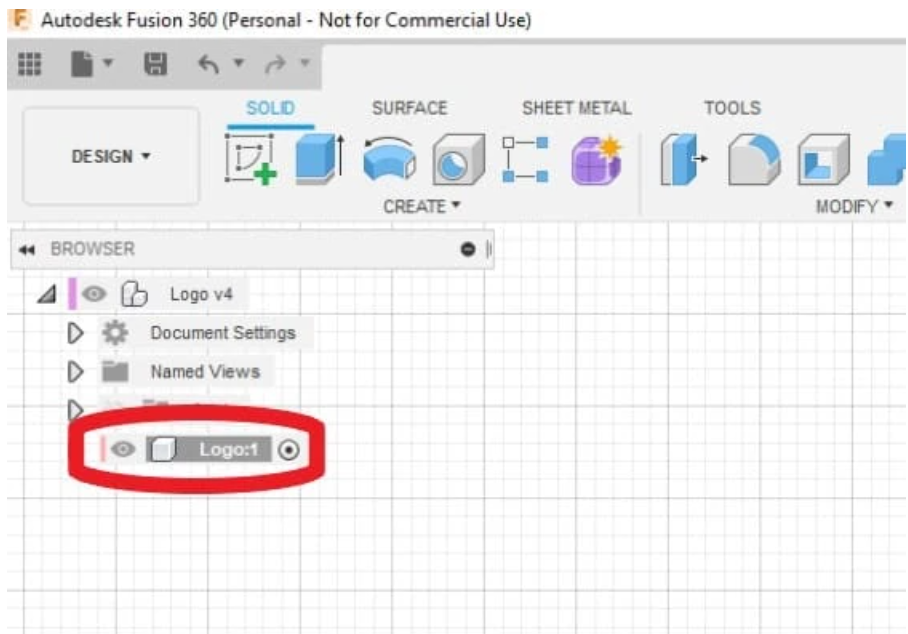 Autodesk Fusion 360 (Personal - Not for Commercial Use)
SOLID SURFACE SHEET METAL TOOLS
DESIGN
CREATE MODIFY
BROWSER
Logo v4
Document Settings
Named Views
Logo:1